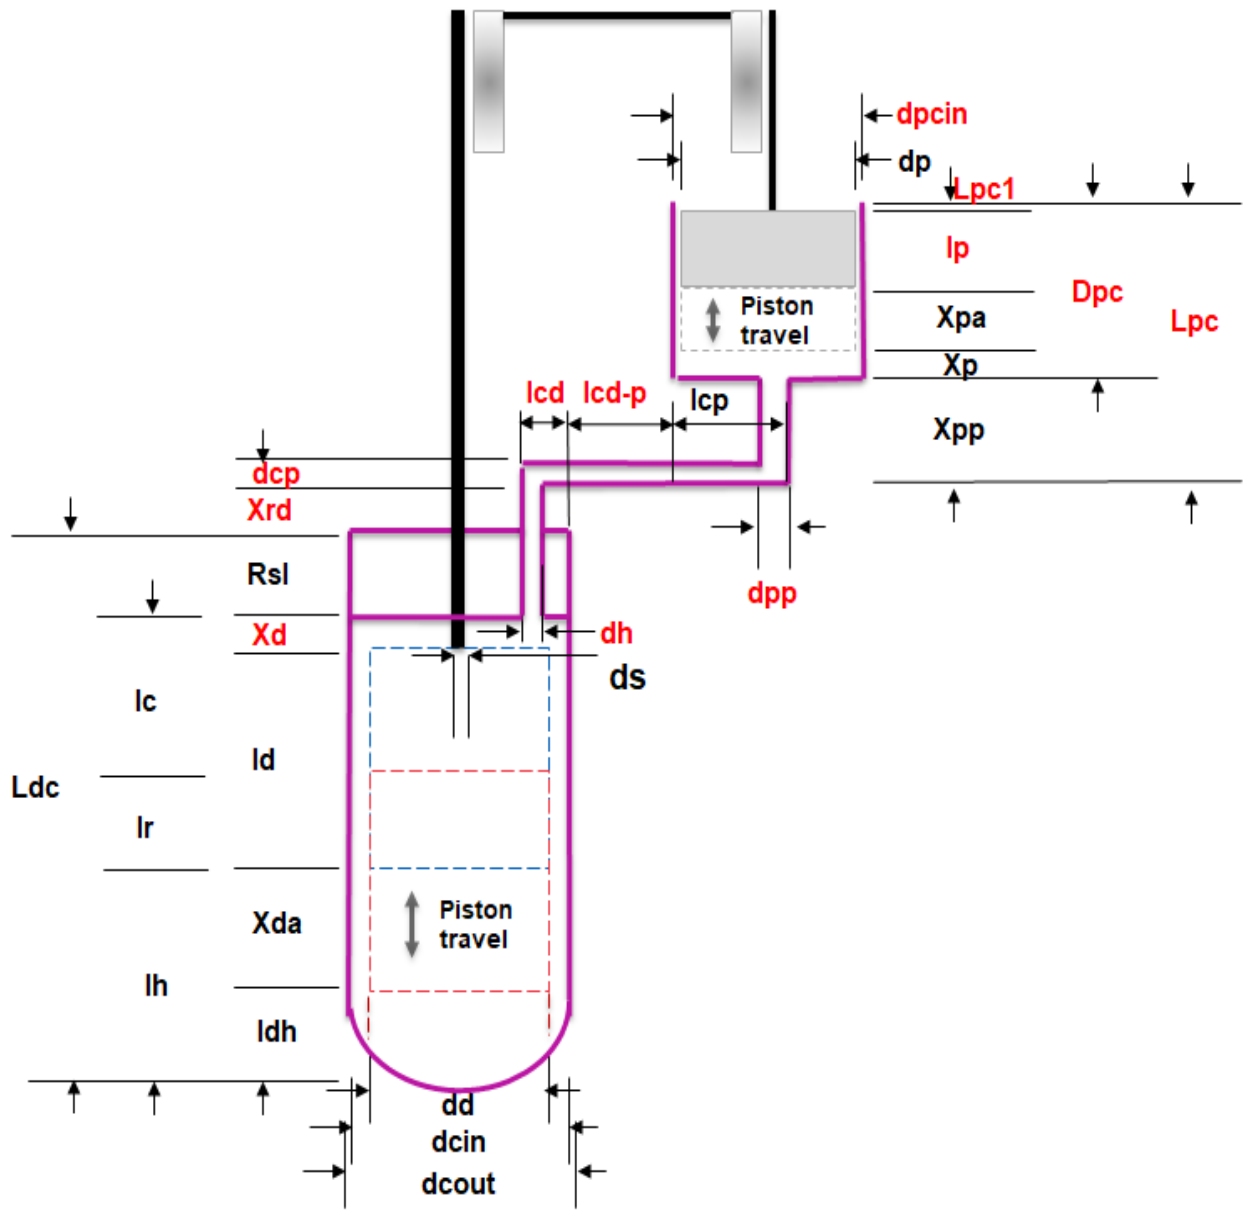 dpcin
dp
Lpc1
lp
Dpc
Lpc
Piston
travel
Xpa
Xp
lcd
lcd-p
lcp
Xpp
dcp
Xrd
Rsl
dpp
Xd
dh
ds
lc
ld
Ldc
lr
Xda
Piston
travel
lh
ldh
dd
dcin
dcout